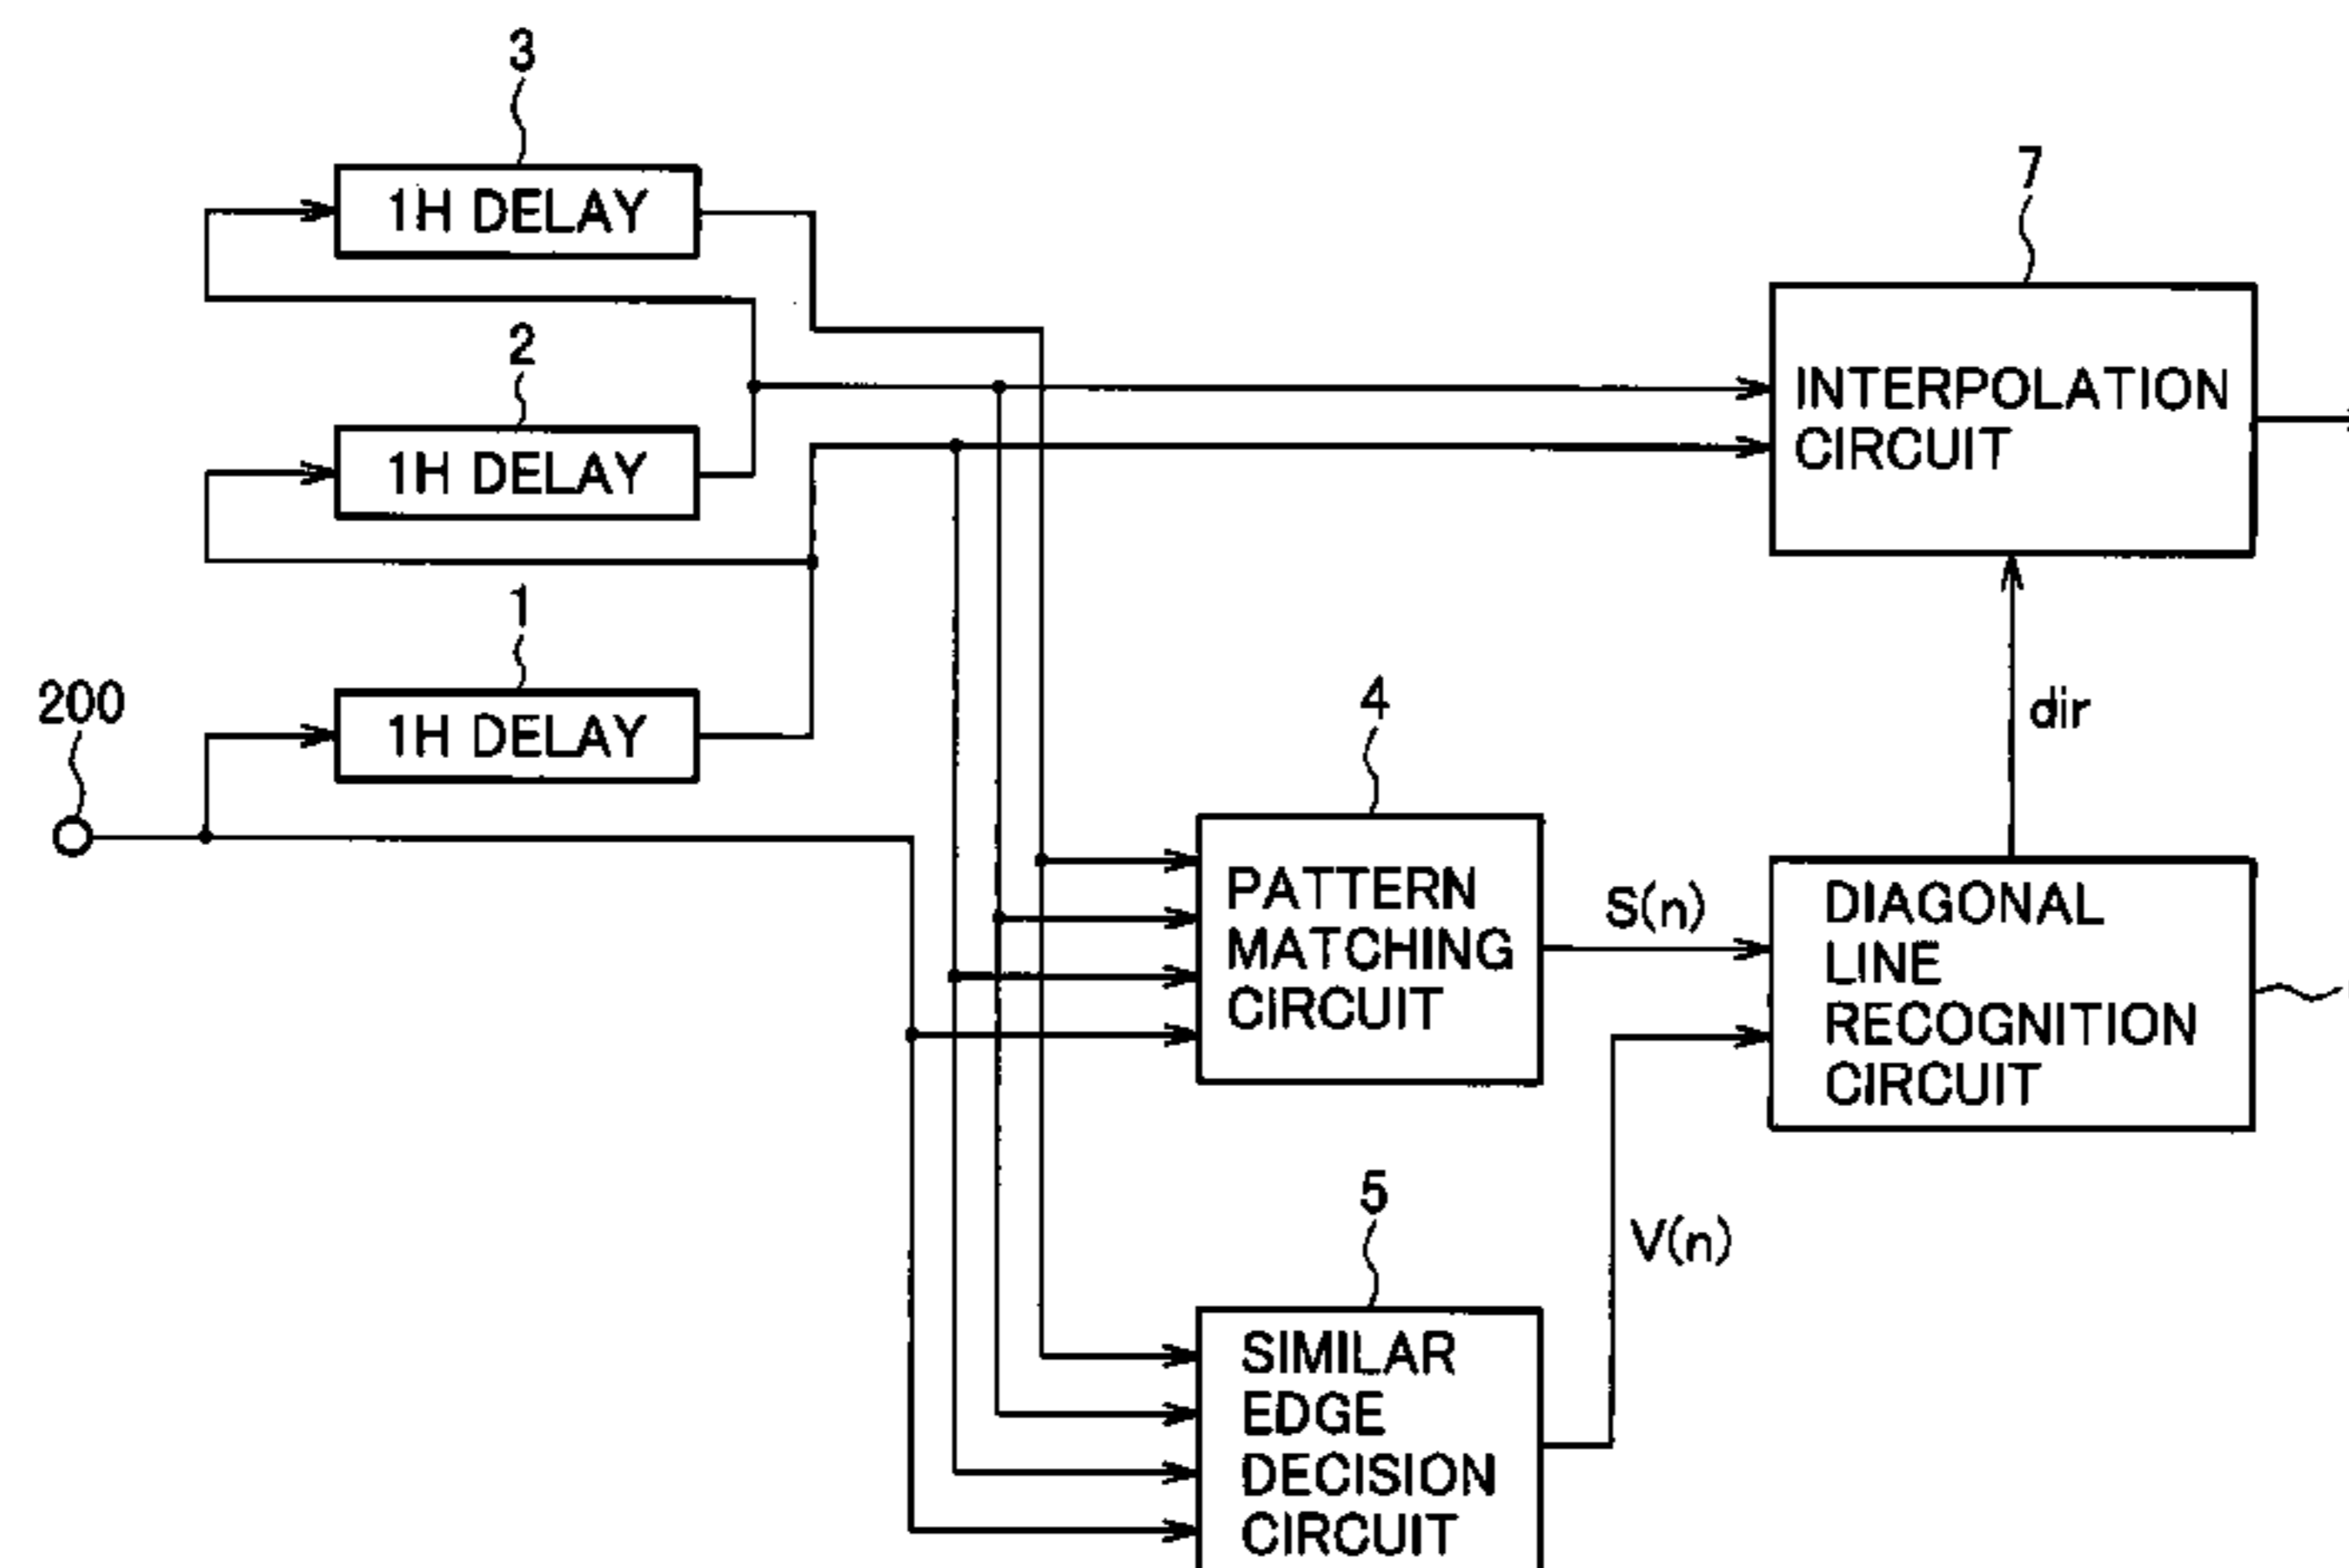 3
1H DELAY
7
2
1H DELAY
INTERPOLATION
CIRCUIT
1
1H DELAY
200
4
dir
PATTERN
MATCHING
CIRCUIT
S(n)
DIAGONAL
LINE
RECOGNITION
CIRCUIT
5
V(n)
SIMILAR
EDGE
DECISION
CIRCUIT